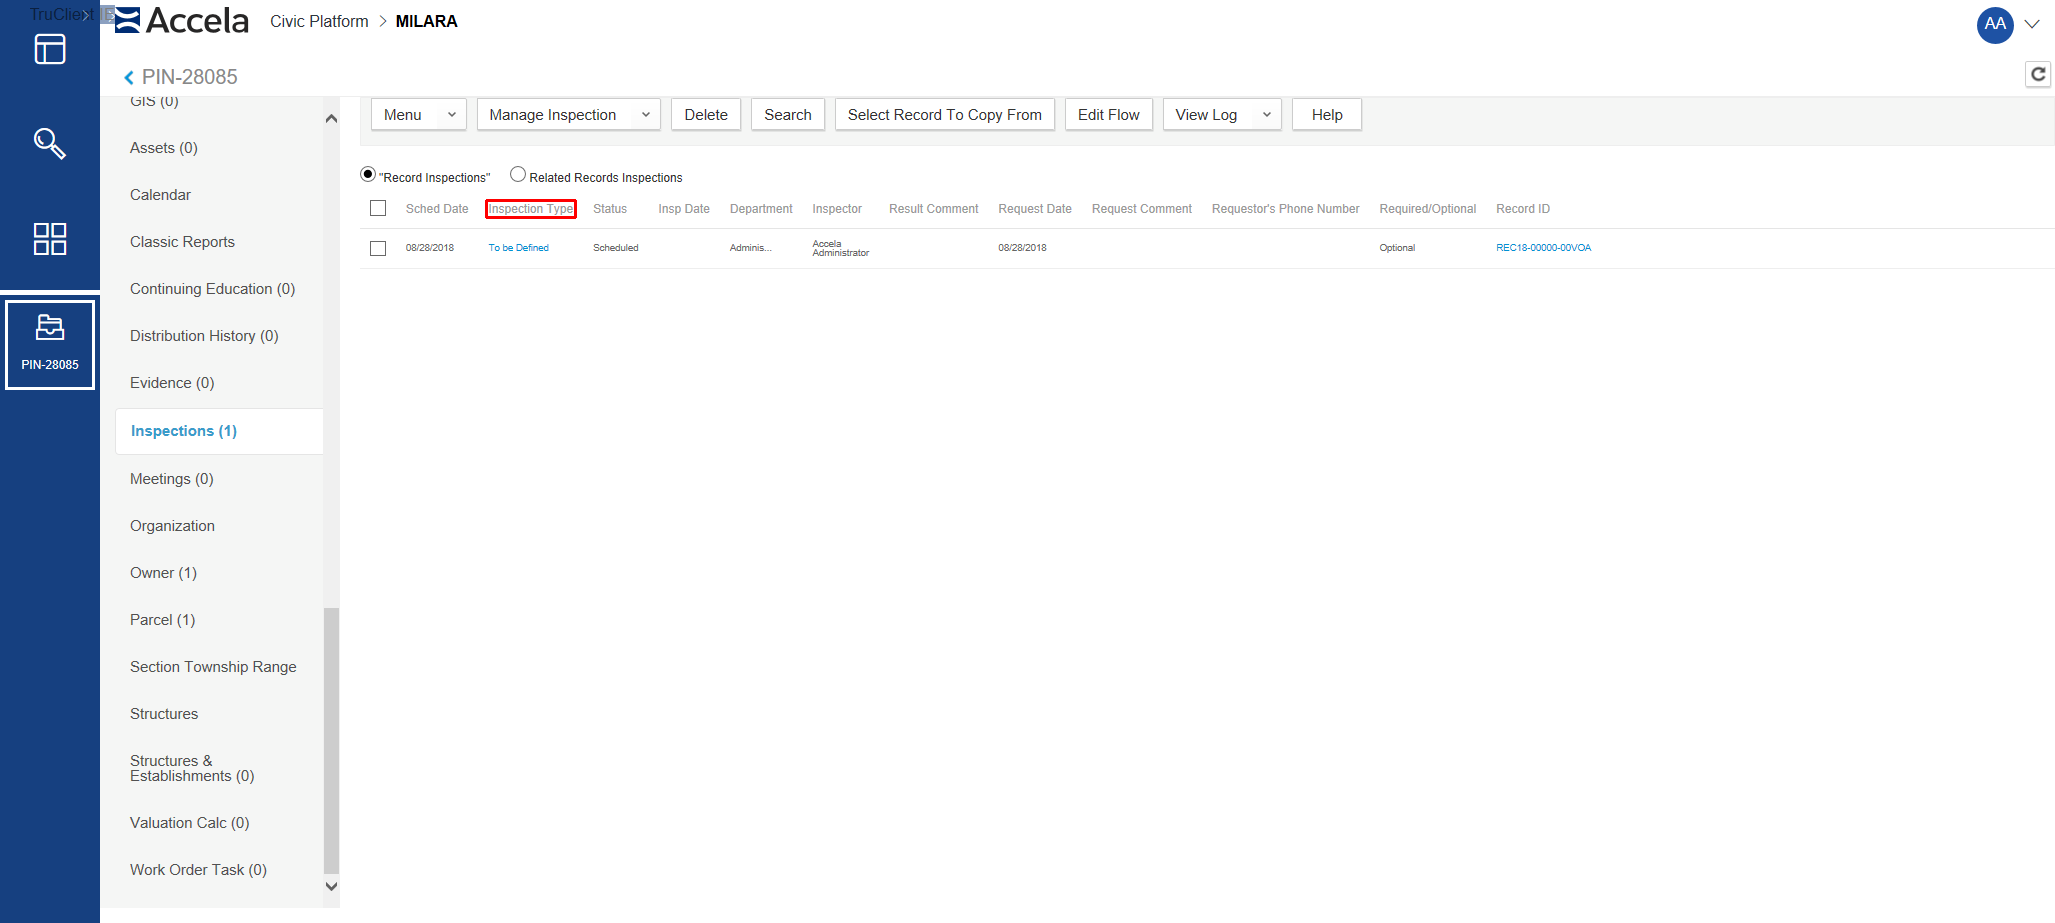 TruClient
Accela
Civic Platform > MILARA
AA
PIN-28085
PIN-28085
GIS (0)
Assets (0)
Calendar
Classic Reports
Continuing Education (0)
Distribution History (0)
Evidence (0)
Inspections (1)
Meetings (0)
Organization
Owner (1)
Parcel (1)
Section Township Range
Structures
Structures &
Establishments (0)
Valuation Calc (0)
Work Order Task (0)
Menu Manage Inspection Delete Search Select Record To Copy From Edit Flow View Log Help
"Record Inspections" Related Records Inspections
Sched Date Inspection Type Status Insp Date Department Inspector Result Comment Request Date Request Comment Requestor's Phone Number Required/Optional Record ID
08/28/2018 To be Defined Scheduled Adminis... Accela
Administrator 08/28/2018 Optional REC18-00000-00VOA